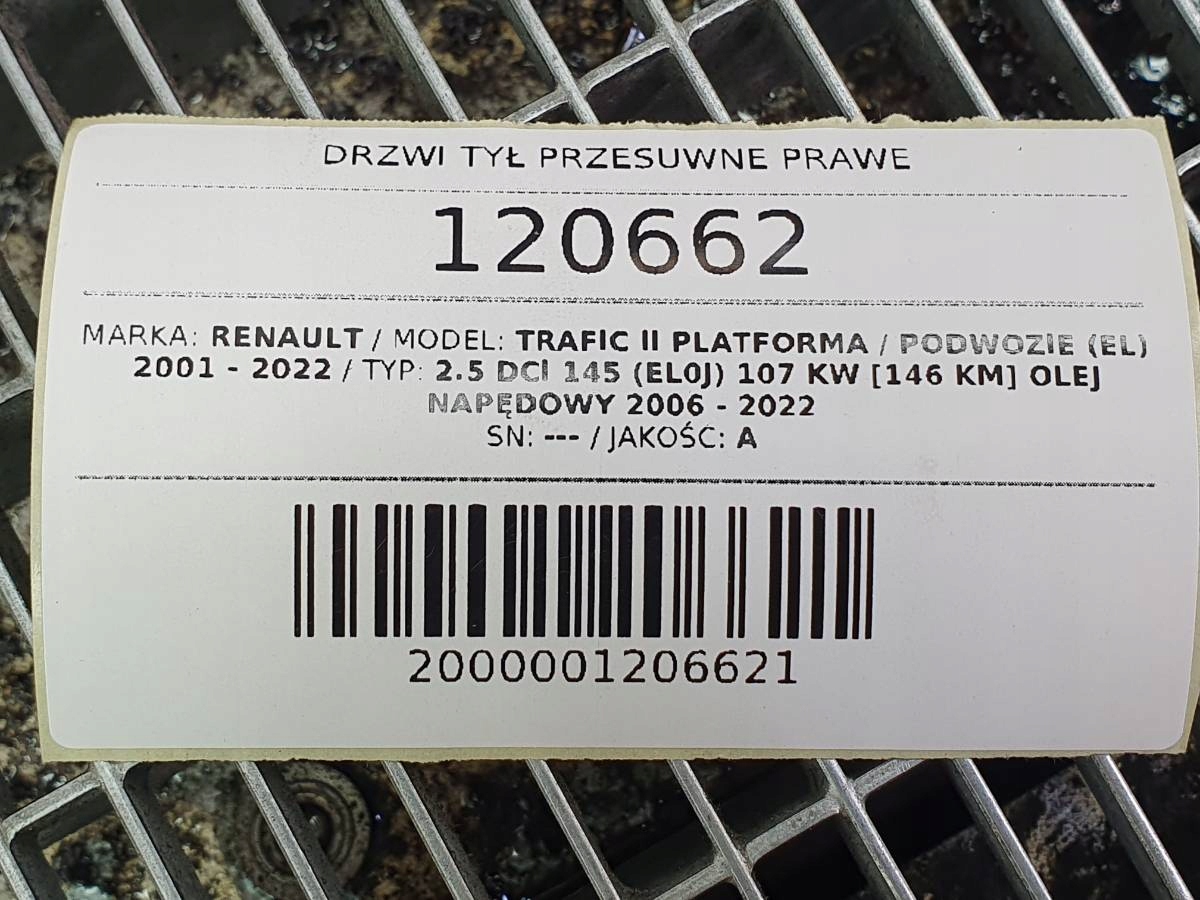 DRZWI TYŁ PRZESUWNE PRAWE
120662
MARKA: RENAULT / MODEL: TRAFIC II PLATFORMA / PODWOZIE (EL)
2001 - 2022 / TYP: 2.5 DCI 145 (EL0J) 107 KW [146 KM] OLEJ
NAPĘDOWY 2006 - 2022
SN: --- / JAKOŚĆ: A
2000001206621